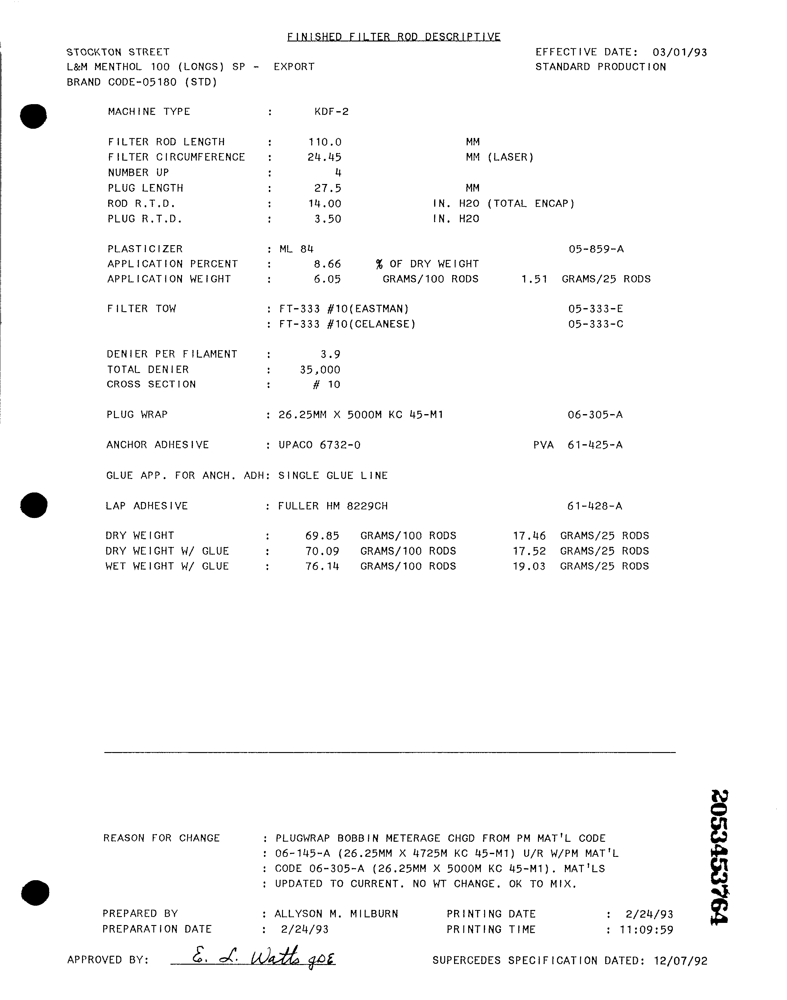 FINISHED FILTER ROD DESCRIPTIVE
STOCKTON STREET EFFECTIVE DATE: 03/01/93
L&M MENTHOL 100 (LONGS) SP - EXPORT STANDARD PRODUCTION
BRAND CODE-05180 (STD)
MACHINE TYPE : KDF-2
FILTER ROD LENGTH : 110.0 MM
FILTER CIRCUMFERENCE : 24.45 MM (LASER)
NUMBER UP : 4
PLUG LENGTH : 27.5 MM
ROD R.T.D. : 14.00 IN. H2O (TOTAL ENCAP)
PLUG R.T.D. : 3.50 IN. H2O
PLASTICIZER : ML 84 05-859-A
APPLICATION PERCENT : 8.66 % OF DRY WEIGHT
APPLICATION WEIGHT : 6.05 GRAMS/100 RODS 1.51 GRAMS/25 RODS
FILTER TOW : FT-333 #10(EASTMAN) 05-333-E
: FT-333 #10(CELANESE) 05-333-C
DENIER PER FILAMENT : 3.9
TOTAL DENIER : 35,000
CROSS SECTION : # 10
PLUG WRAP : 26.25MM X 5000M KC 45-M1 06-305-A
ANCHOR ADHESIVE : UPACO 6732-0 PVA 61-425-A
GLUE APP. FOR ANCH. ADH: SINGLE GLUE LINE
LAP ADHESIVE : FULLER HM 8229CH 61-428-A
DRY WEIGHT : 69.85 GRAMS/100 RODS 17.46 GRAMS/25 RODS
DRY WEIGHT W/ GLUE : 70.09 GRAMS/100 RODS 17.52 GRAMS/25 RODS
WET WEIGHT W/ GLUE : 76.14 GRAMS/100 RODS 19.03 GRAMS/25 RODS
REASON FOR CHANGE : PLUGWRAP BOBBIN METERAGE CHGD FROM PM MAT'L CODE
: 06-145-A (26.25MM X 4725M KC 45-M1) U/R W/PM MAT'L
: CODE 06-305-A (26.25MM X 5000M KC 45-M1). MAT'LS
: UPDATED TO CURRENT. NO WT CHANGE. OK TO MIX.
PREPARED BY : ALLYSON M. MILBURN PRINTING DATE : 2/24/93
PREPARATION DATE : 2/24/93 PRINTING TIME : 11:09:59
APPROVED BY: E. L. Watts SUPERCEDES SPECIFICATION DATED: 12/07/92
2053453764